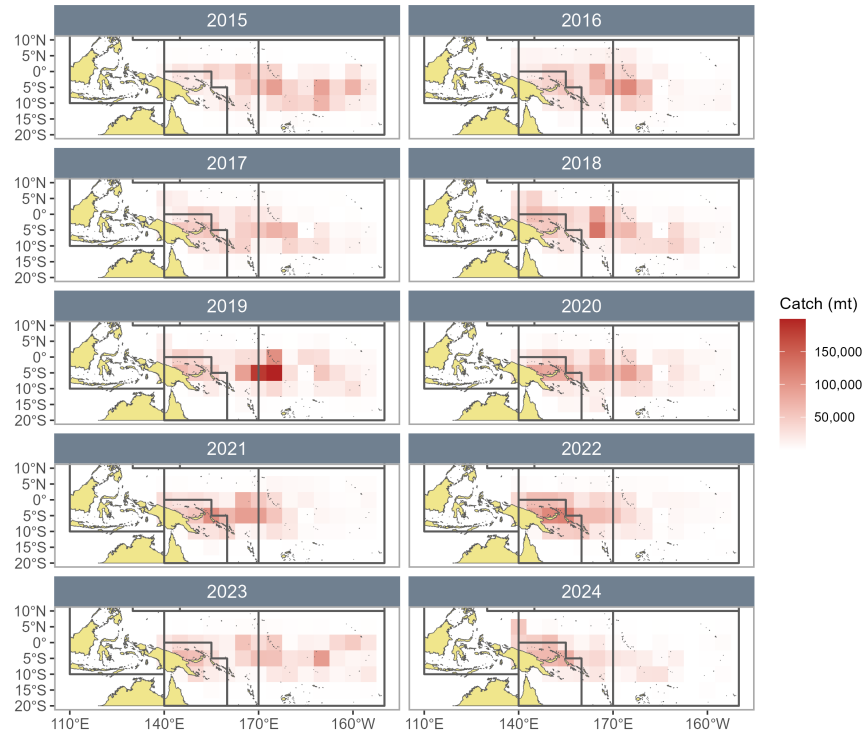 2015 2016
10°N
5°N
0°
5°S
10°S
15°S
20°S
2017 2018
10°N
5°N
0°
5°S
10°S
15°S
20°S
2019 2020
10°N
5°N
0°
5°S
10°S
15°S
20°S
Catch (mt)
150,000
100,000
50,000
2021 2022
10°N
5°N
0°
5°S
10°S
15°S
20°S
2023 2024
10°N
5°N
0°
5°S
10°S
15°S
20°S
110°E 140°E 170°E 160°W 110°E 140°E 170°E 160°W